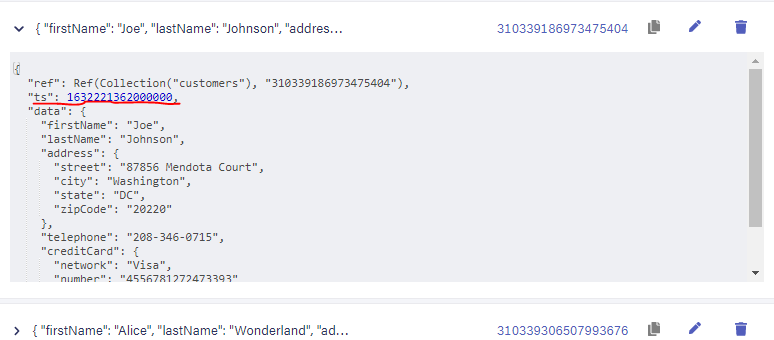 { "firstName": "Joe", "lastName": "Johnson", "addres... 310339186973475404
{
"ref": Ref(Collection("customers"), "310339186973475404"),
"ts": 1632221362000000,
"data": {
"firstName": "Joe",
"lastName": "Johnson",
"address": {
"street": "87856 Mendota Court",
"city": "Washington",
"state": "DC",
"zipCode": "20220"
},
"telephone": "208-346-0715",
"creditCard": {
"network": "Visa",
"number": "4556781272473393"
{ "firstName": "Alice", "lastName": "Wonderland", "ad... 310339306507993676